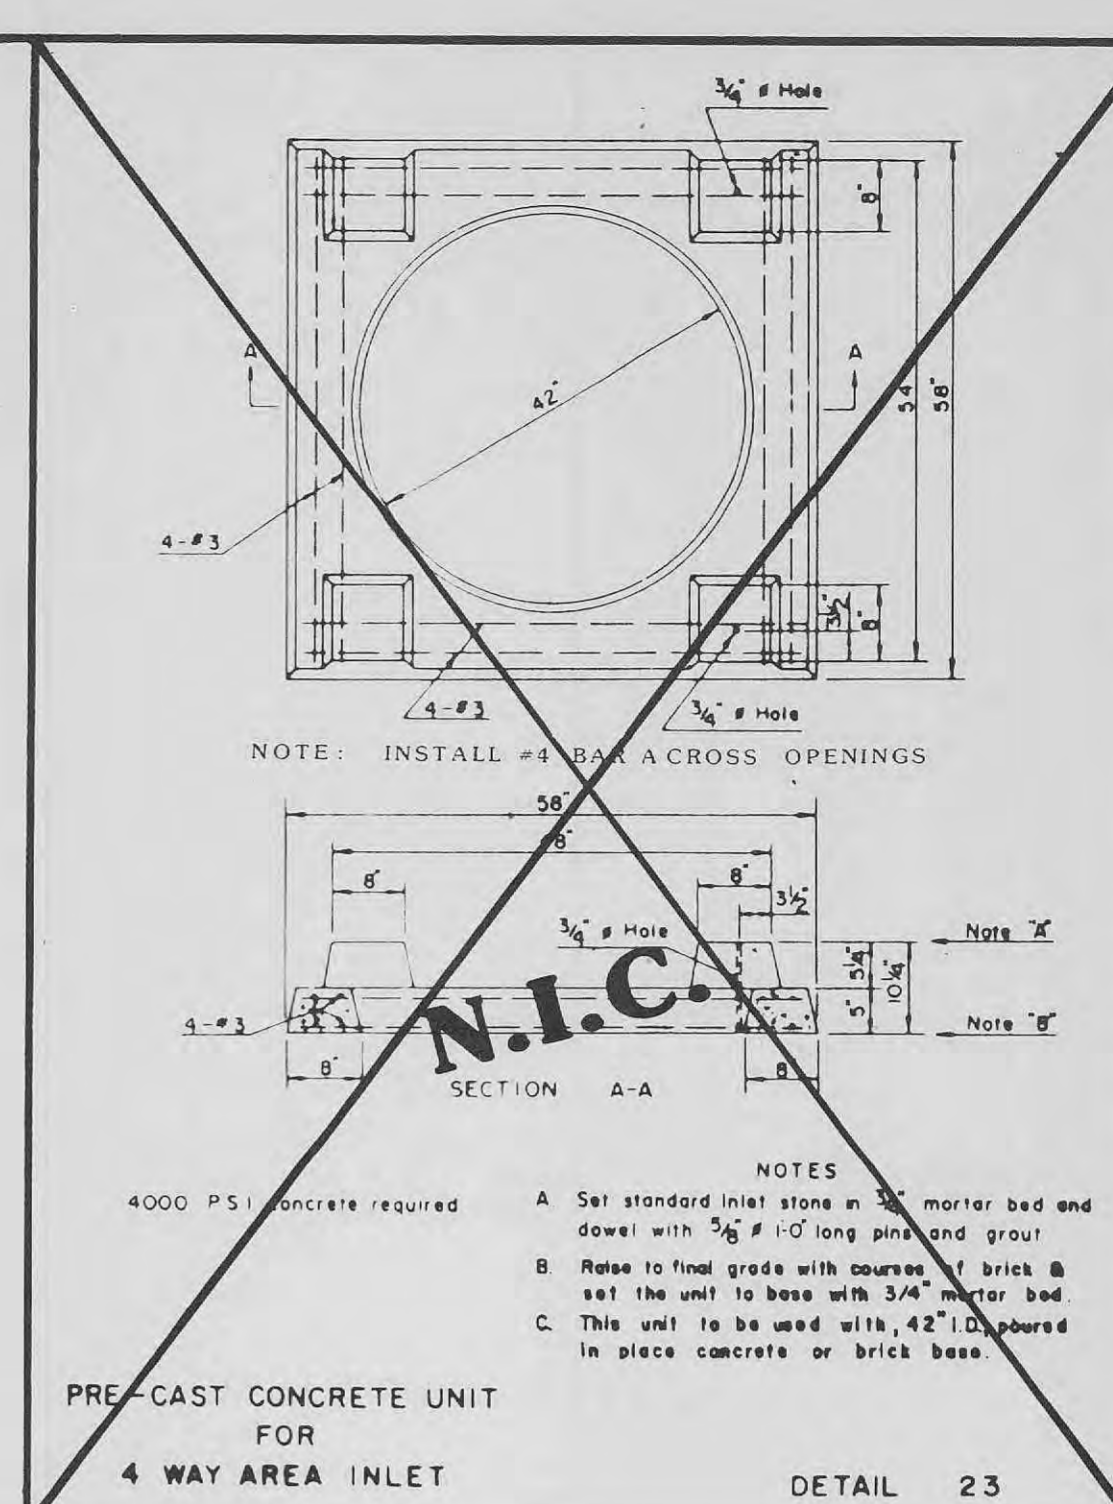 3/4" ø Hole
8"
A
A
42"
54"
58"
4-#3
3 1/2"
8"
4-#3
3/4" ø Hole
NOTE: INSTALL #4 BAR ACROSS OPENINGS
58"
8"
8"
8"
3 1/2"
3/4" ø Hole
Note "A"
5 1/4"
10 1/4"
5"
N.I.C.
4-#3
Note "B"
8"
8"
SECTION A-A
NOTES
4000 PSI concrete required
A Set standard inlet stone in 3/4" mortar bed and
dowel with 5/8" ø 1-0" long pins and grout
B. Raise to final grade with courses of brick &
set the unit to base with 3/4" mortar bed.
C. This unit to be used with, 42" I.D., poured
in place concrete or brick base.
PRE-CAST CONCRETE UNIT
FOR
4 WAY AREA INLET
DETAIL 23